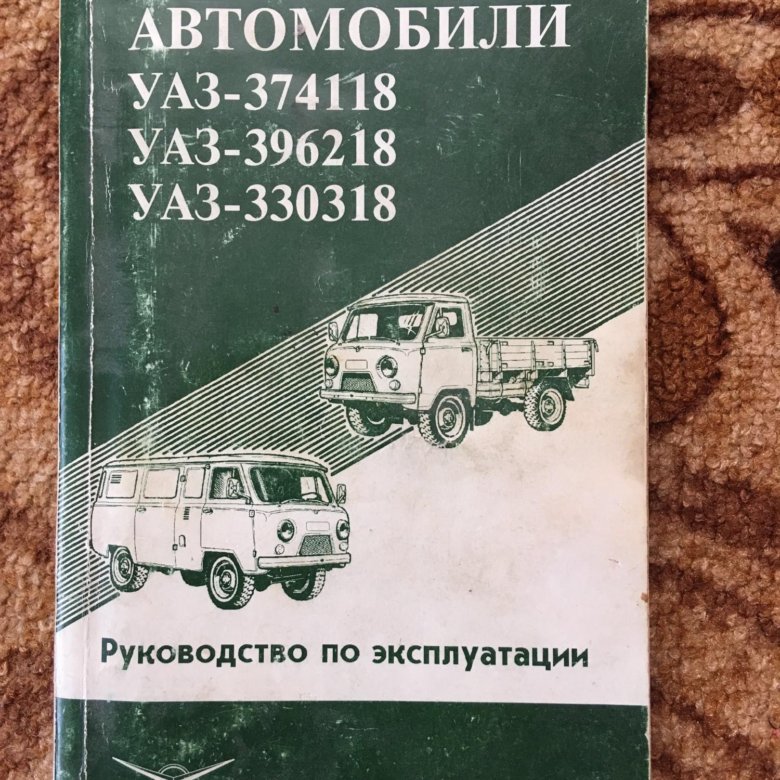 АВТОМОБИЛИ
УАЗ-374118
УАЗ-396218
УАЗ-330318
Руководство по эксплуатации